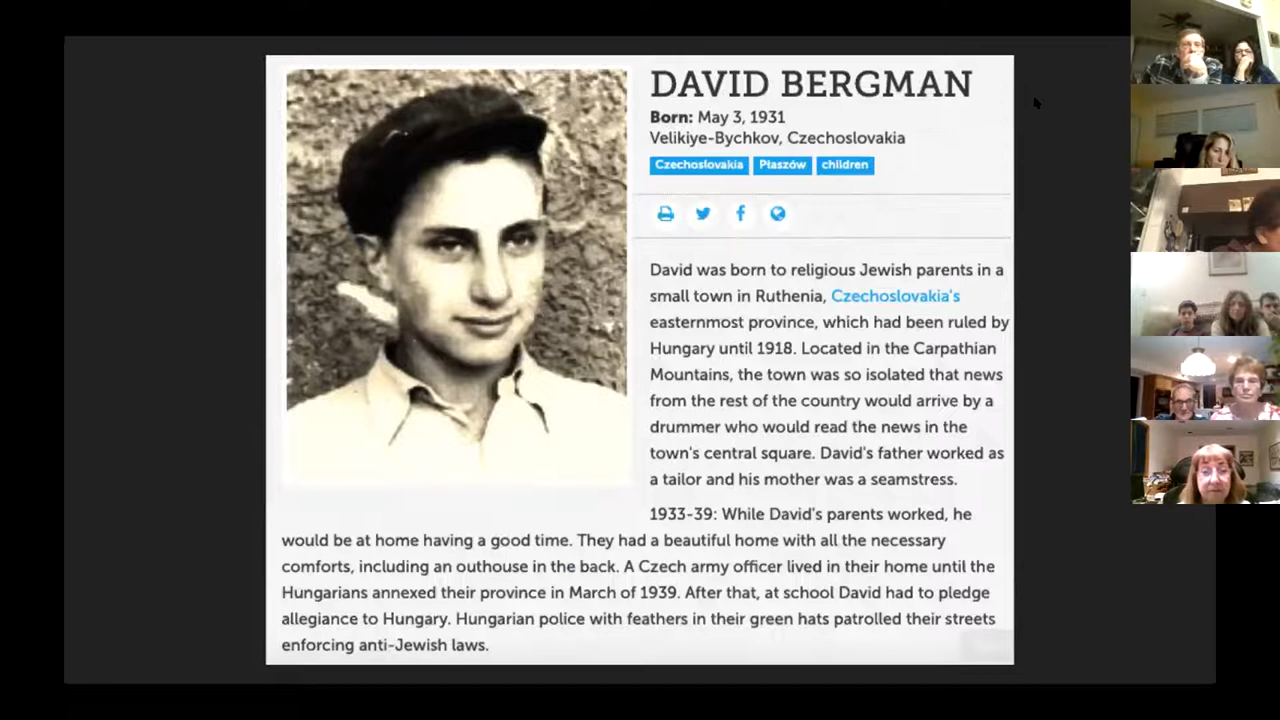 DAVID BERGMAN
Born: May 3, 1931
Velikiye-Bychkov, Czechoslovakia
Czechoslovakia Płaszów children
David was born to religious Jewish parents in a
small town in Ruthenia, Czechoslovakia's
easternmost province, which had been ruled by
Hungary until 1918. Located in the Carpathian
Mountains, the town was so isolated that news
from the rest of the country would arrive by a
drummer who would read the news in the
town's central square. David's father worked as
a tailor and his mother was a seamstress.
1933-39: While David's parents worked, he
would be at home having a good time. They had a beautiful home with all the necessary
comforts, including an outhouse in the back. A Czech army officer lived in their home until the
Hungarians annexed their province in March of 1939. After that, at school David had to pledge
allegiance to Hungary. Hungarian police with feathers in their green hats patrolled their streets
enforcing anti-Jewish laws.